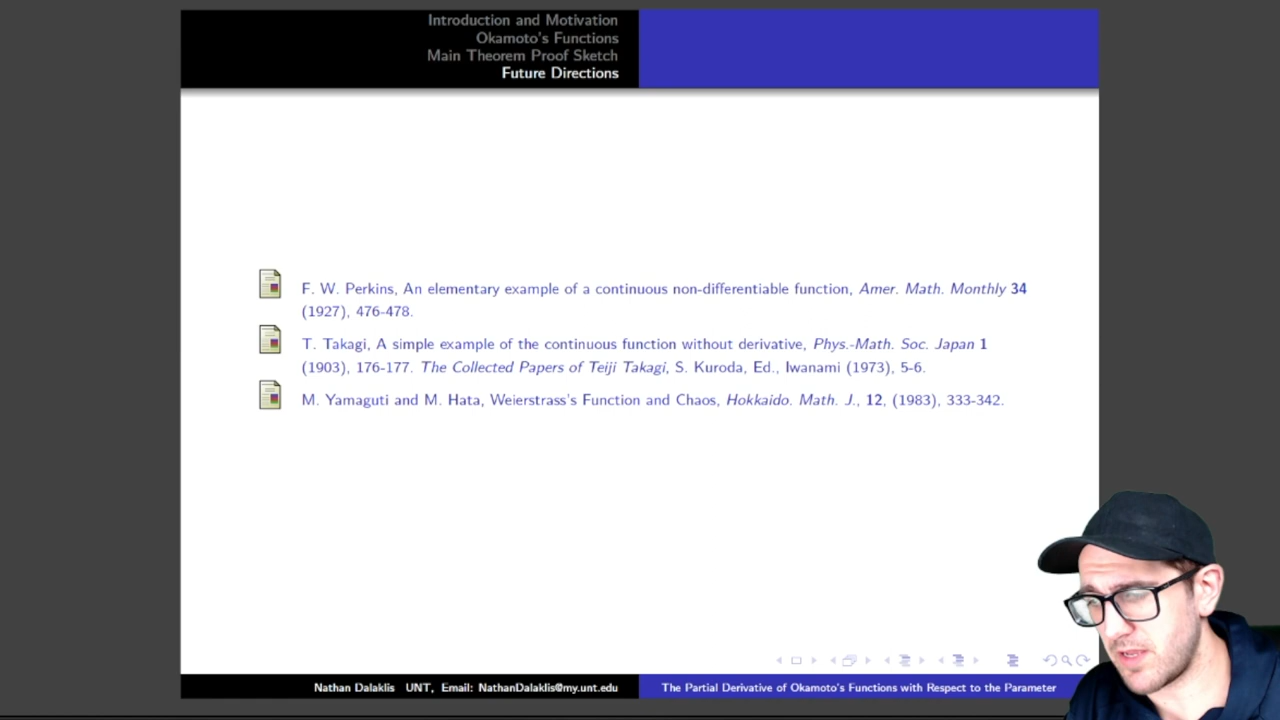 Introduction and Motivation
Okamoto's Functions
Main Theorem Proof Sketch
Future Directions
F. W. Perkins, An elementary example of a continuous non-differentiable function, Amer. Math. Monthly 34
(1927), 476-478.
T. Takagi, A simple example of the continuous function without derivative, Phys.-Math. Soc. Japan 1
(1903), 176-177. The Collected Papers of Teiji Takagi, S. Kuroda, Ed., Iwanami (1973), 5-6.
M. Yamaguti and M. Hata, Weierstrass's Function and Chaos, Hokkaido. Math. J., 12, (1983), 333-342.
Nathan Dalaklis UNT, Email: NathanDalaklis@my.unt.edu
The Partial Derivative of Okamoto's Functions with Respect to the Parameter